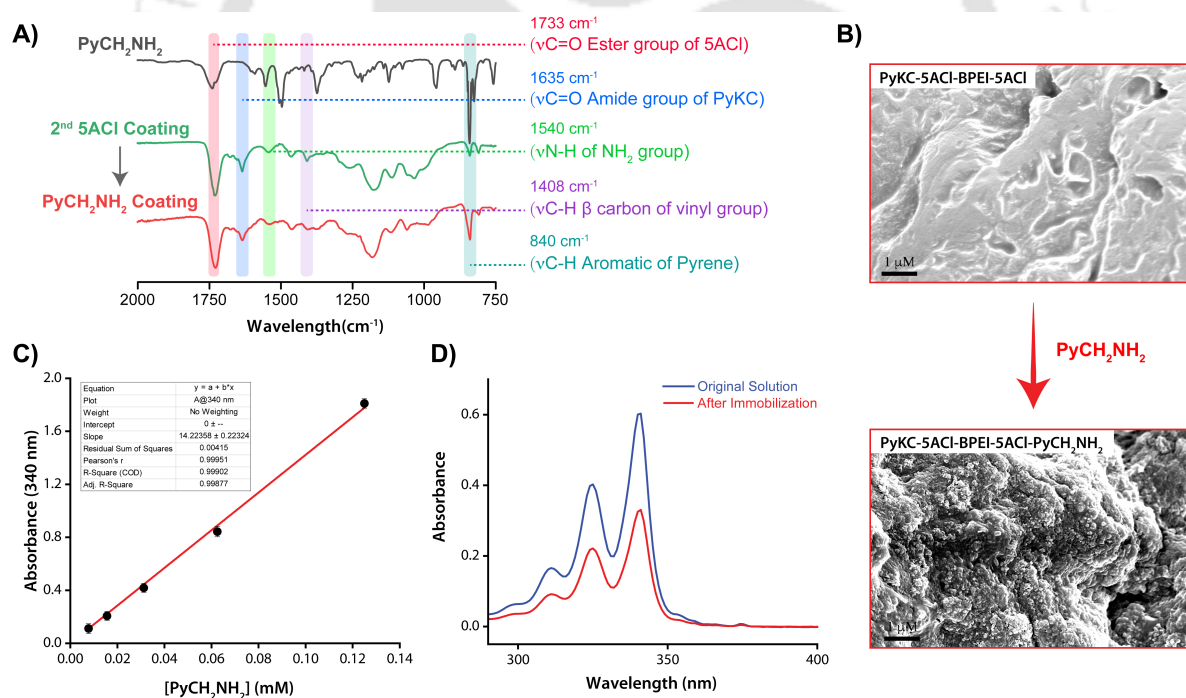 A)
PyCH₂NH₂
2ⁿᵈ 5ACl Coating
PyCH₂NH₂ Coating
1733 cm⁻¹
(νC=O Ester group of 5ACl)
1635 cm⁻¹
(νC=O Amide group of PyKC)
1540 cm⁻¹
(νN-H of NH₂ group)
1408 cm⁻¹
(νC-H β carbon of vinyl group)
840 cm⁻¹
(νC-H Aromatic of Pyrene)
2000 1750 1500 1250 1000 750
Wavelength(cm⁻¹)
B)
PyKC-5ACl-BPEI-5ACl
1 μM
PyCH₂NH₂
PyKC-5ACl-BPEI-5ACl-PyCH₂NH₂
1 μM
C)
Absorbance (340 nm)
2.0
1.6
1.2
0.8
0.4
0.0
Equation y = a + b*x
Plot A@340 nm
Weight No Weighting
Intercept 0 ± --
Slope 14.22358 ± 0.22324
Residual Sum of Squares 0.00415
Pearson's r 0.99951
R-Square (COD) 0.99902
Adj. R-Square 0.99877
0.00 0.02 0.04 0.06 0.08 0.10 0.12 0.14
[PyCH₂NH₂] (mM)
D)
Absorbance
0.6
0.4
0.2
0.0
Original Solution
After Immobilization
300 350 400
Wavelength (nm)